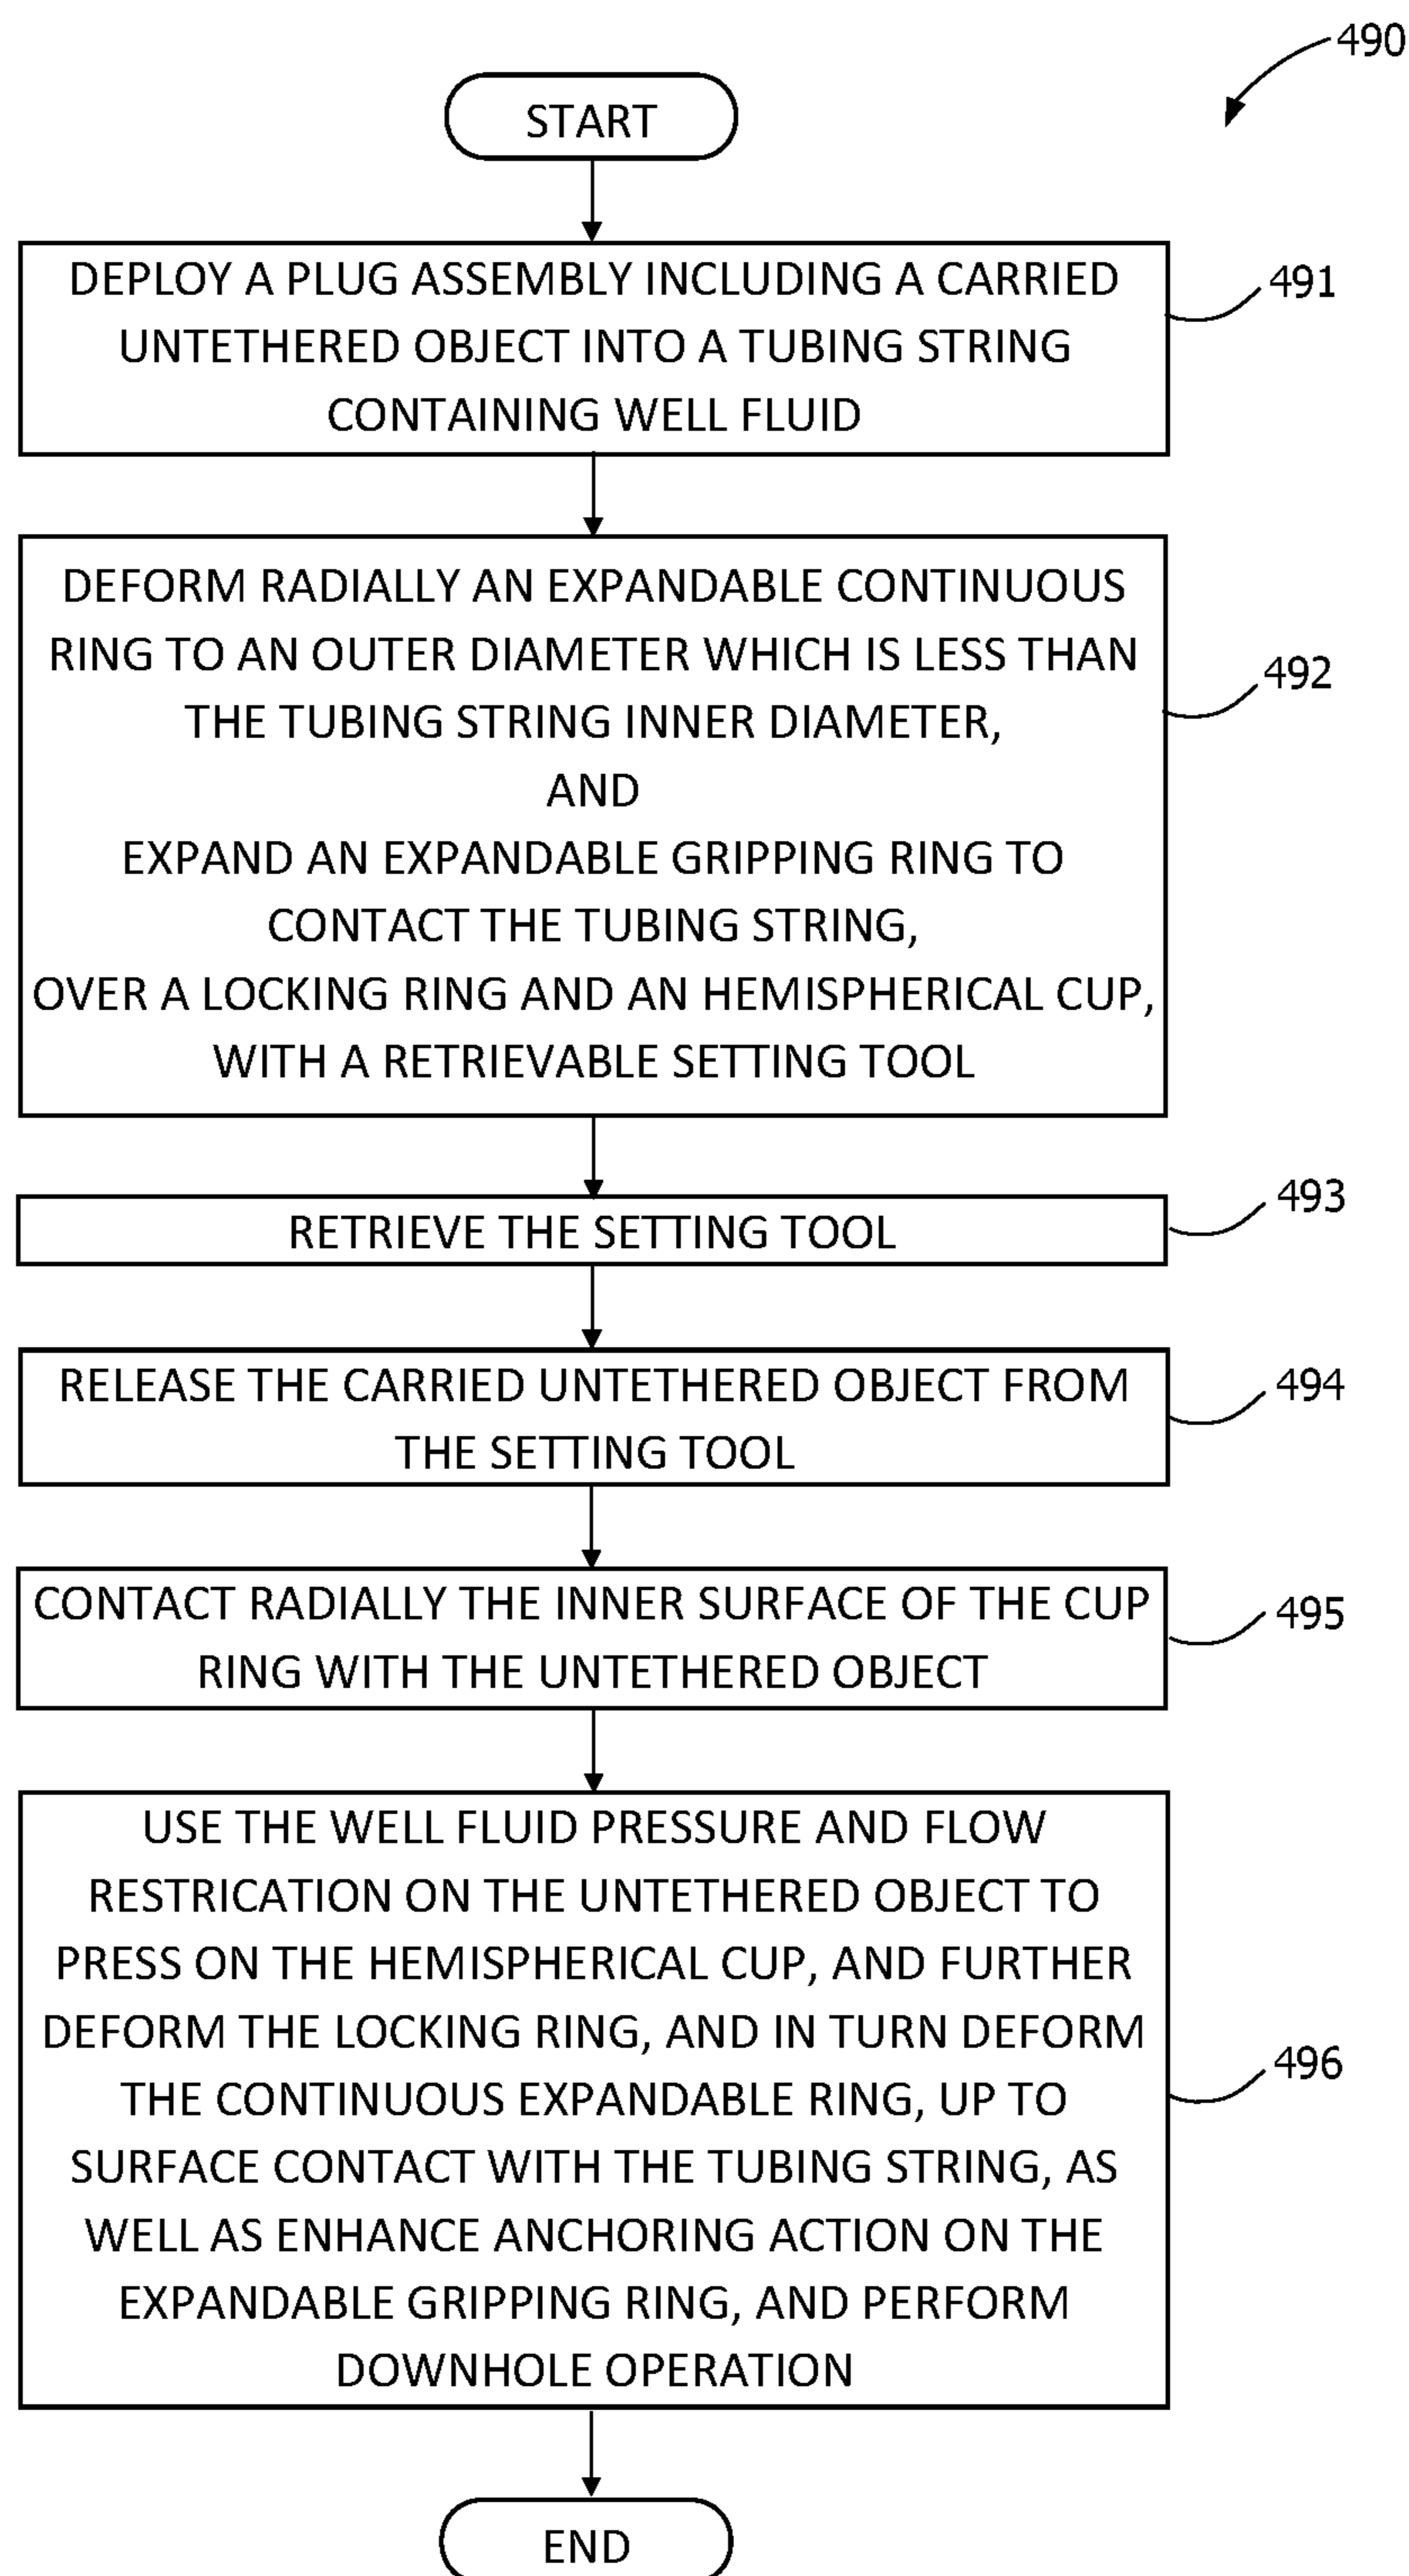 490
START
DEPLOY A PLUG ASSEMBLY INCLUDING A CARRIED
UNTETHERED OBJECT INTO A TUBING STRING
CONTAINING WELL FLUID
491
DEFORM RADIALLY AN EXPANDABLE CONTINUOUS
RING TO AN OUTER DIAMETER WHICH IS LESS THAN
THE TUBING STRING INNER DIAMETER,
AND
EXPAND AN EXPANDABLE GRIPPING RING TO
CONTACT THE TUBING STRING,
OVER A LOCKING RING AND AN HEMISPHERICAL CUP,
WITH A RETRIEVABLE SETTING TOOL
492
RETRIEVE THE SETTING TOOL
493
RELEASE THE CARRIED UNTETHERED OBJECT FROM
THE SETTING TOOL
494
CONTACT RADIALLY THE INNER SURFACE OF THE CUP
RING WITH THE UNTETHERED OBJECT
495
USE THE WELL FLUID PRESSURE AND FLOW
RESTRICATION ON THE UNTETHERED OBJECT TO
PRESS ON THE HEMISPHERICAL CUP, AND FURTHER
DEFORM THE LOCKING RING, AND IN TURN DEFORM
THE CONTINUOUS EXPANDABLE RING, UP TO
SURFACE CONTACT WITH THE TUBING STRING, AS
WELL AS ENHANCE ANCHORING ACTION ON THE
EXPANDABLE GRIPPING RING, AND PERFORM
DOWNHOLE OPERATION
496
END